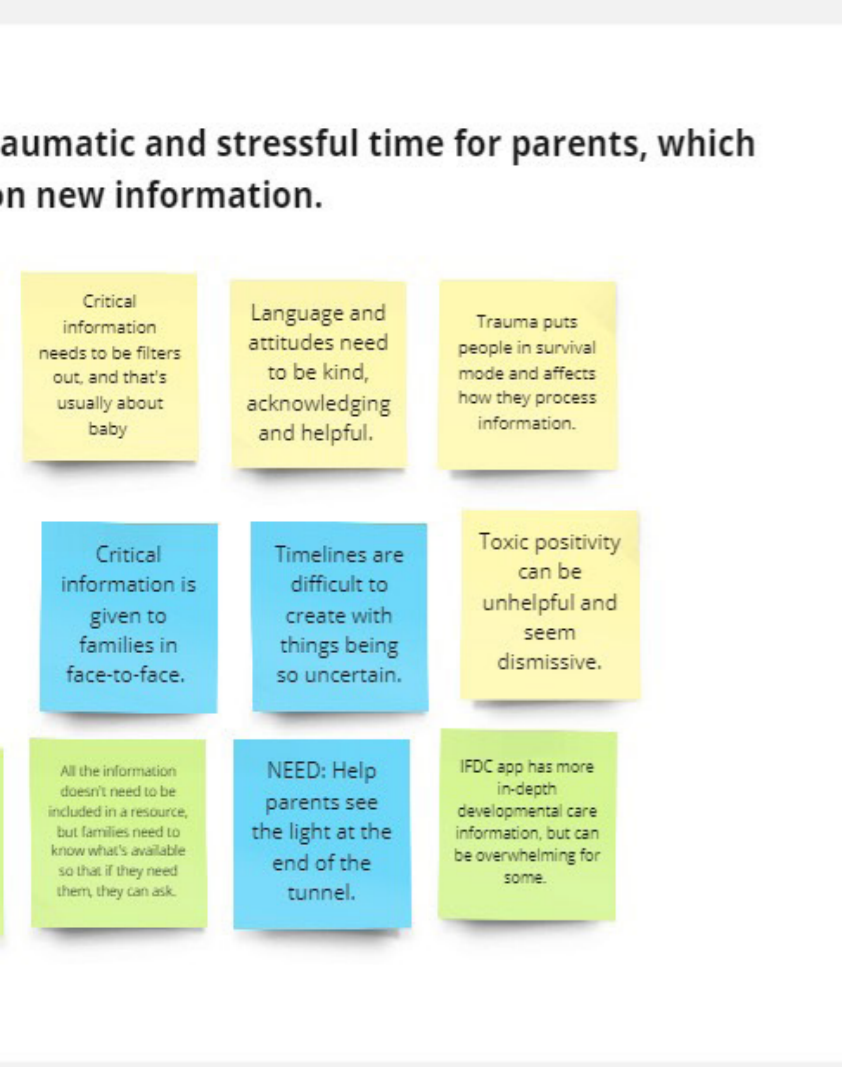 aumatic and stressful time for parents, which
on new information.
Critical
information
needs to be filters
out, and that's
usually about
baby
Language and
attitudes need
to be kind,
acknowledging
and helpful.
Trauma puts
people in survival
mode and affects
how they process
information.
Critical
information is
given to
families in
face-to-face.
Timelines are
difficult to
create with
things being
so uncertain.
Toxic positivity
can be
unhelpful and
seem
dismissive.
All the information
doesn't need to be
included in a resource,
but families need to
know what's available
so that if they need
them, they can ask.
NEED: Help
parents see
the light at the
end of the
tunnel.
IFDC app has more
in-depth
developmental care
information, but can
be overwhelming for
some.